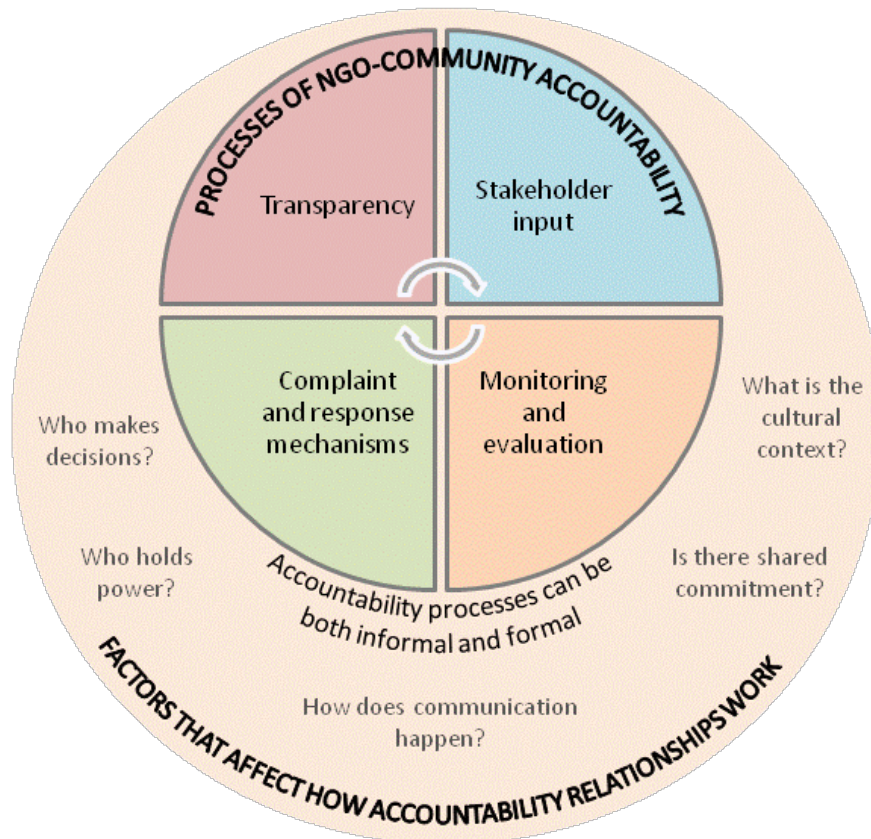 PROCESSES OF NGO-COMMUNITY ACCOUNTABILITY
Transparency
Stakeholder
input
Complaint
and response
mechanisms
Monitoring
and
evaluation
Who makes
decisions?
What is the
cultural
context?
Who holds
power?
Is there shared
commitment?
Accountability processes can be
both informal and formal
How does communication
happen?
FACTORS THAT AFFECT HOW ACCOUNTABILITY RELATIONSHIPS WORK